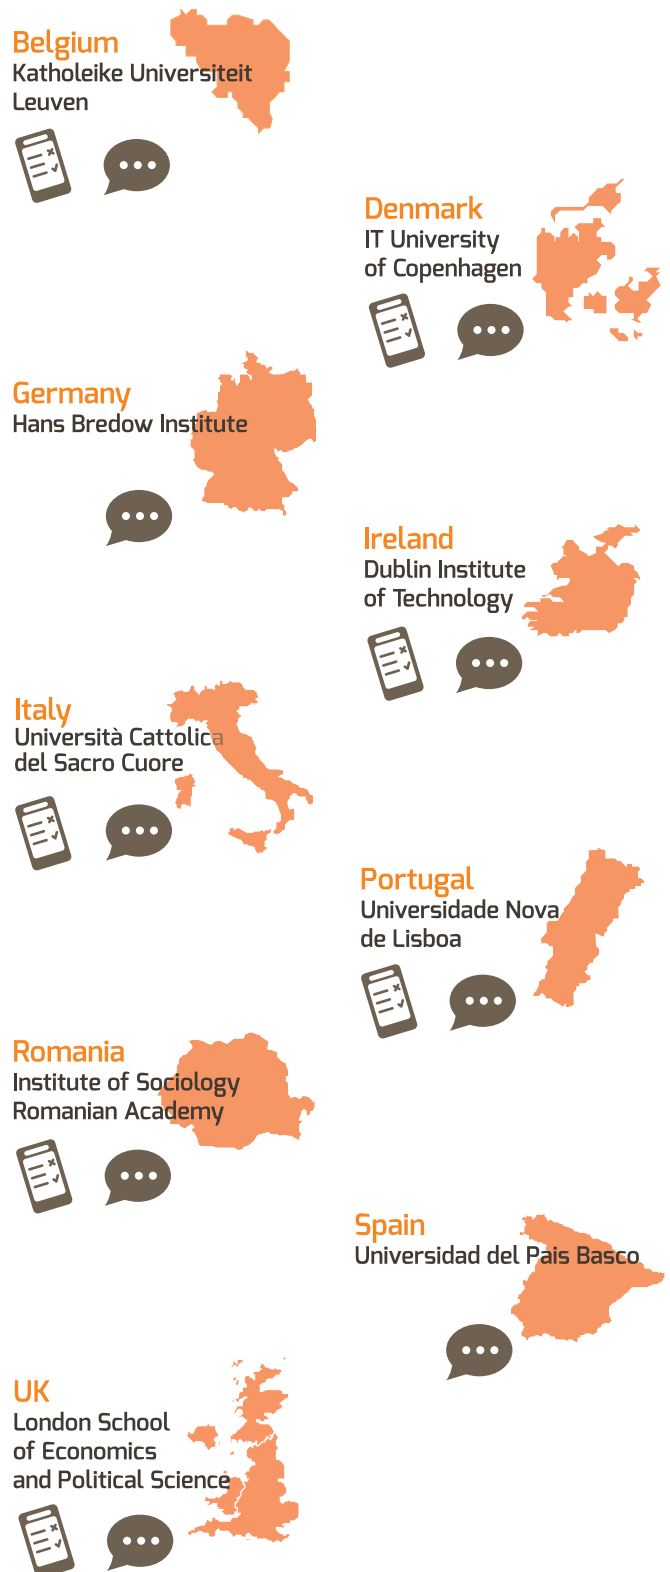 Belgium
Katholeike Universiteit
Leuven
Denmark
IT University
of Copenhagen
Germany
Hans Bredow Institute
Ireland
Dublin Institute
of Technology
Italy
Università Cattolica
del Sacro Cuore
Portugal
Universidade Nova
de Lisboa
Romania
Institute of Sociology
Romanian Academy
Spain
Universidad del Pais Basco
UK
London School
of Economics
and Political Science